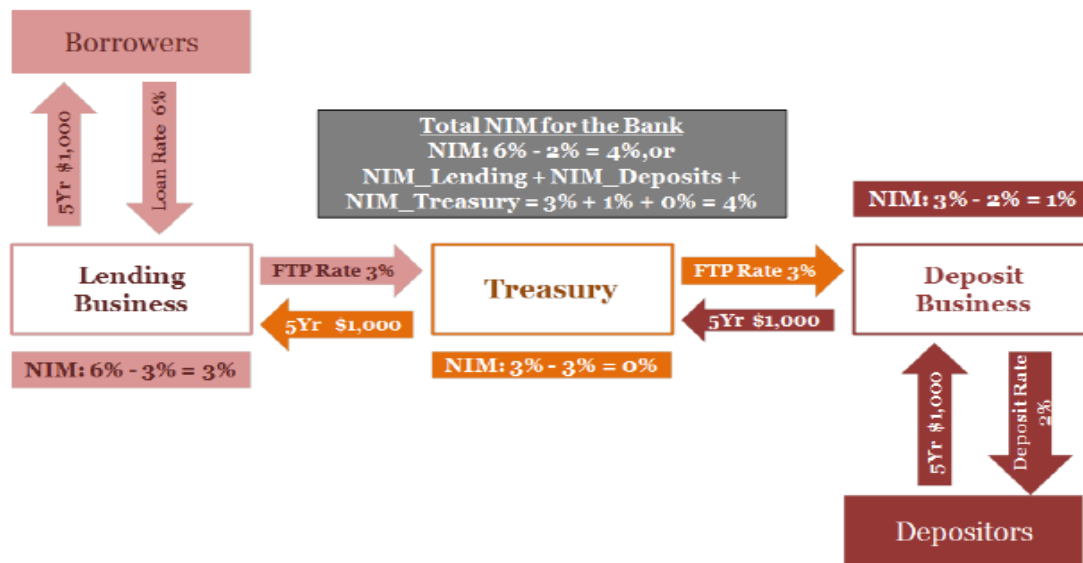 Borrowers
5Yr $1,000
Loan Rate 6%
Total NIM for the Bank
NIM: 6% - 2% = 4%,or
NIM_Lending + NIM_Deposits +
NIM_Treasury = 3% + 1% + 0% = 4%
NIM: 3% - 2% = 1%
Lending
Business
FTP Rate 3%
5Yr $1,000
Treasury
FTP Rate 3%
5Yr $1,000
Deposit
Business
NIM: 6% - 3% = 3%
NIM: 3% - 3% = 0%
5Yr $1,000
Deposit Rate
2%
Depositors